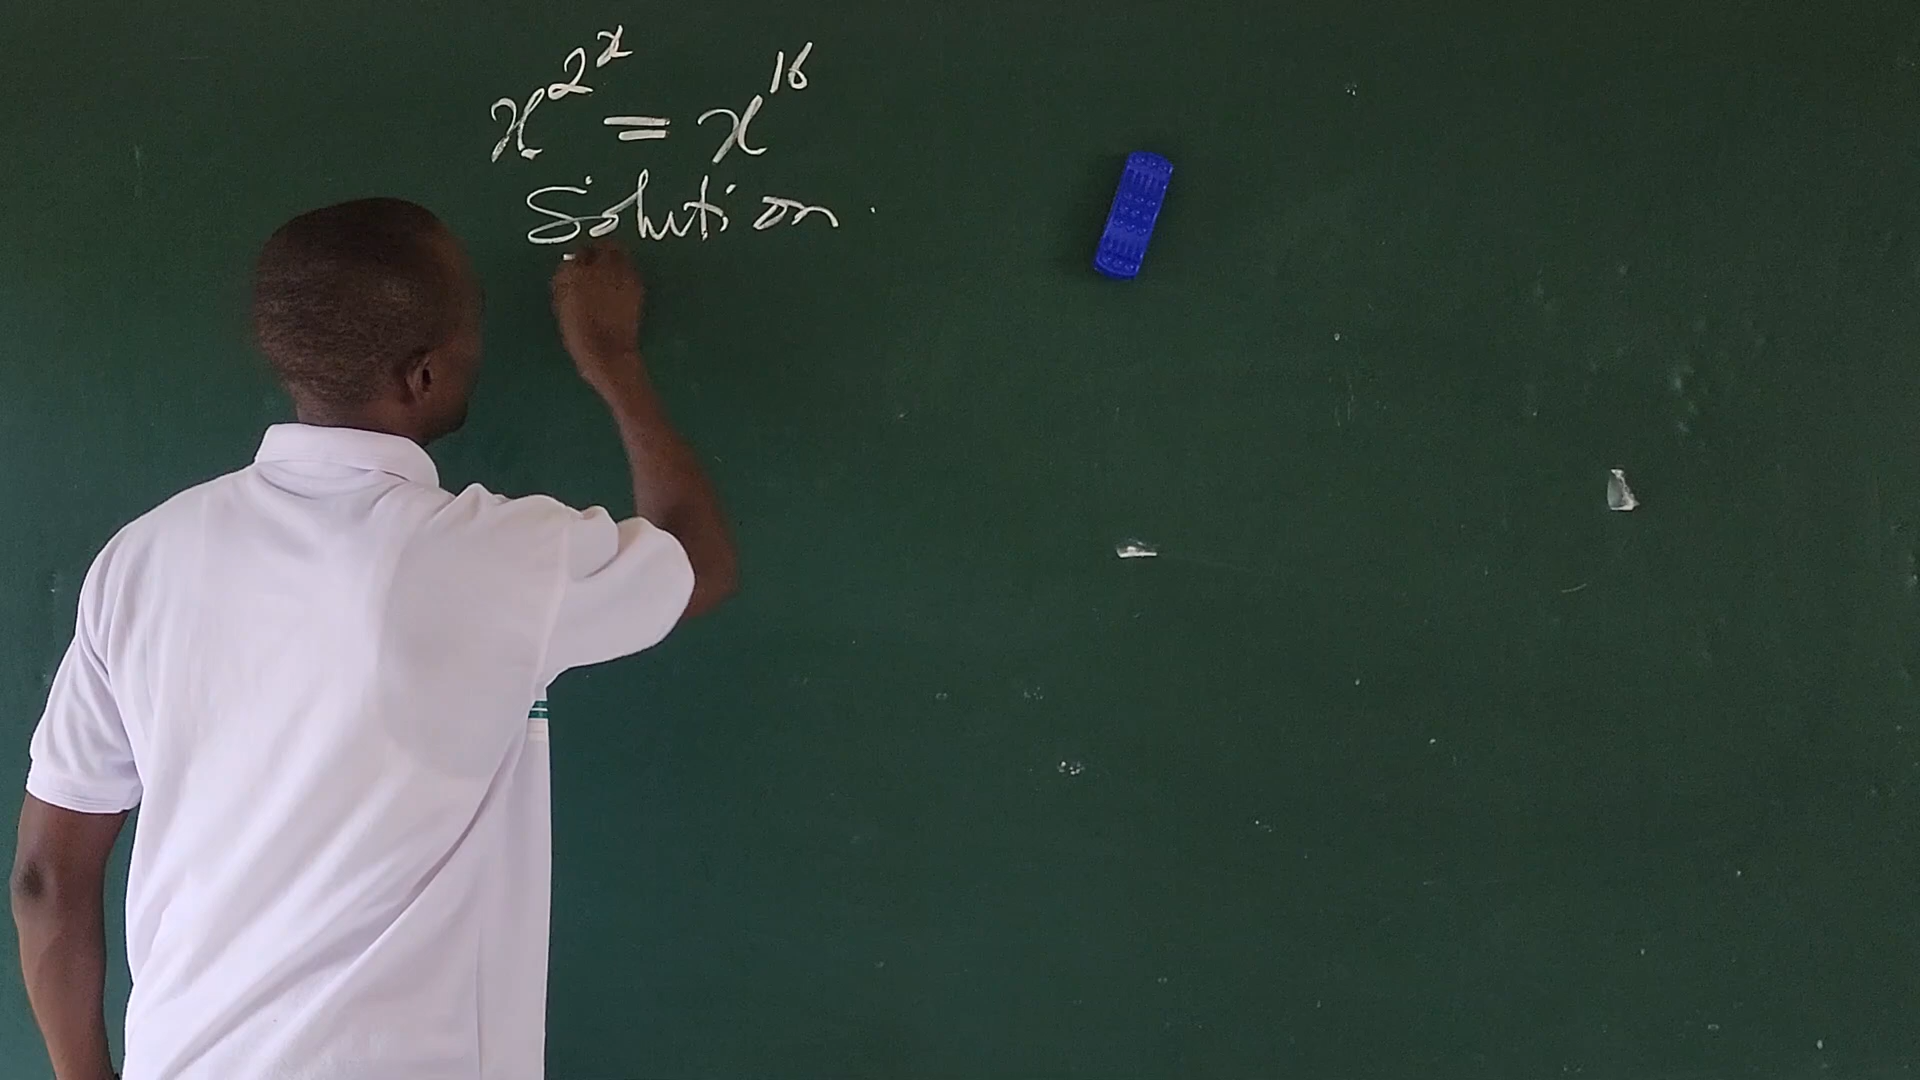 x^{2^x} = x^{16}
Solution